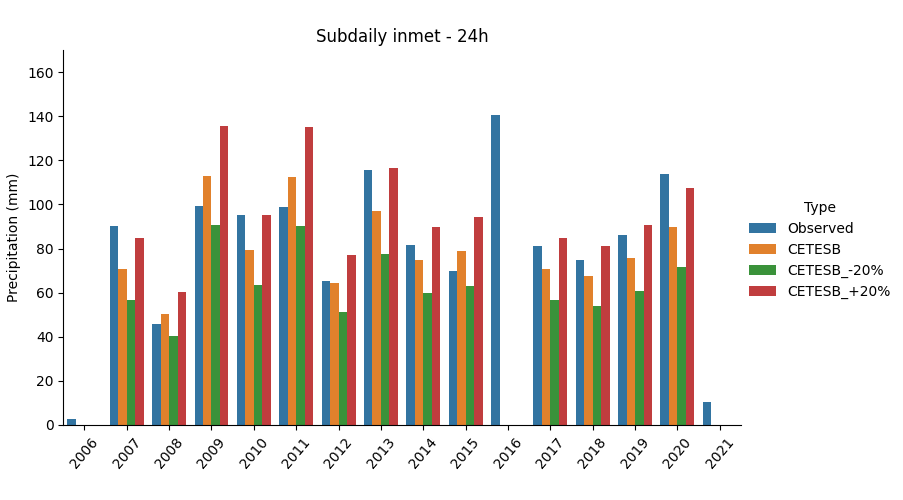 Subdaily inmet - 24h
Precipitation (mm)
160
140
120
100
80
60
40
20
0
2006 2007 2008 2009 2010 2011 2012 2013 2014 2015 2016 2017 2018 2019 2020 2021
Type
Observed
CETESB
CETESB_-20%
CETESB_+20%